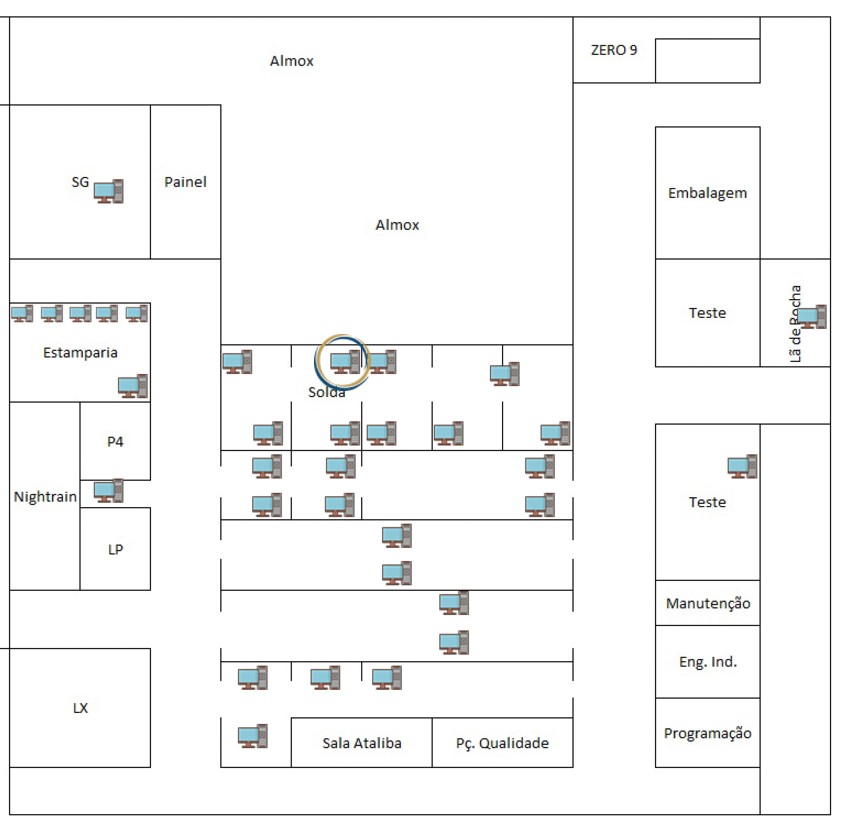 Almox
ZERO 9
SG
Painel
Almox
Embalagem
Estamparia
Teste
Lã de Rocha
Solda
P4
Nightrain
LP
Teste
Manutenção
Eng. Ind.
LX
Sala Ataliba
Pç. Qualidade
Programação